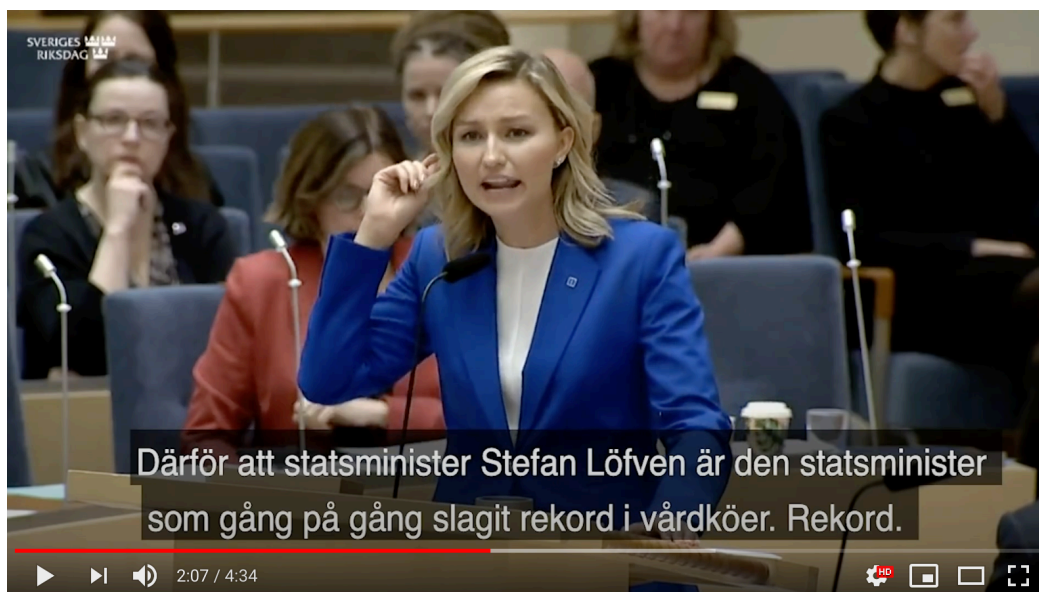 SVERIGES
RIKSDAG
Därför att statsminister Stefan Löfven är den statsminister
som gång på gång slagit rekord i vårdköer. Rekord.
2:07 / 4:34
HD